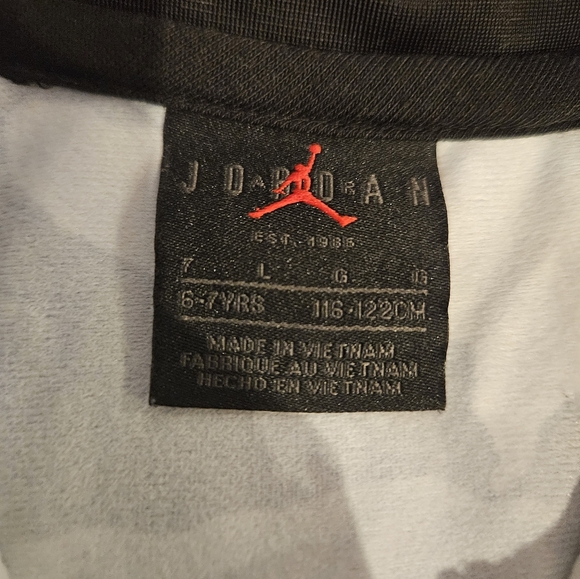 JORDAN
EST. 1985
7 L G G
6-7YRS 116-122CM
MADE IN VIETNAM
FABRIQUE AU VIETNAM
HECHO EN VIETNAM